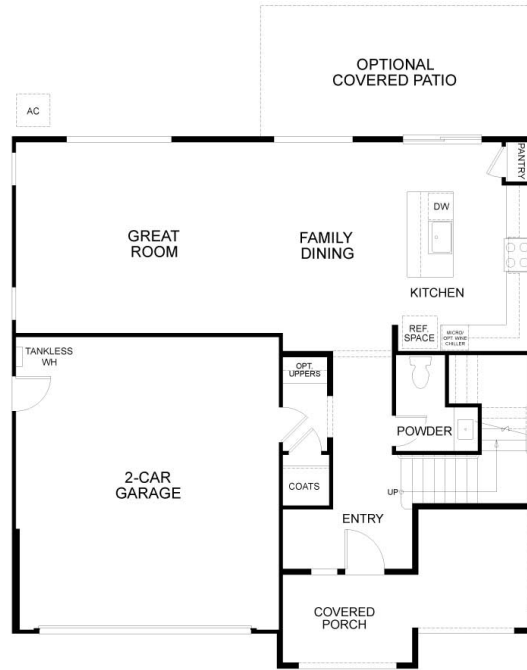 OPTIONAL
COVERED PATIO
AC
PANTRY
DW
GREAT
ROOM
FAMILY
DINING
KITCHEN
REF.
SPACE
MICRO/
OPT. WINE
CHILLER
TANKLESS
WH
OPT.
UPPERS
POWDER
2-CAR
GARAGE
COATS
UP
ENTRY
COVERED
PORCH